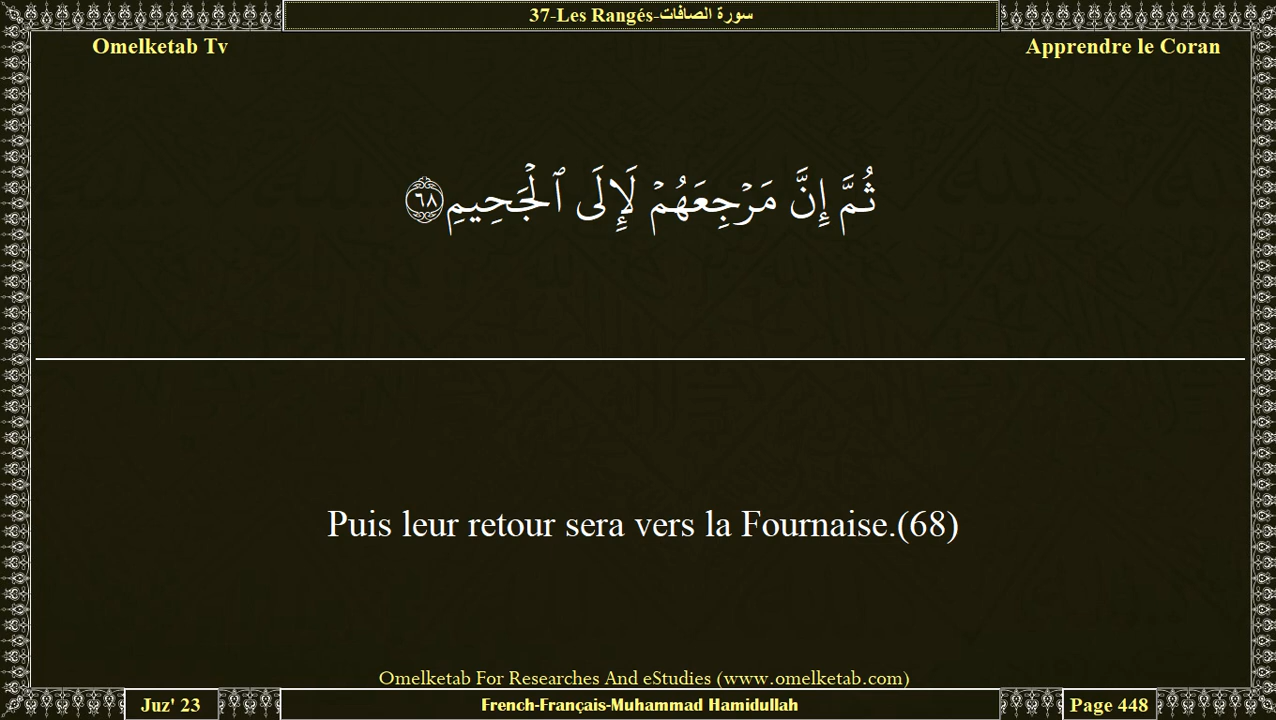 37-Les Rangés-سورة الصافات
Omelketab Tv
Apprendre le Coran
ثُمَّ إِنَّ مَرۡجِعَهُمۡ لَأِلَى ٱلۡجَحِيمِ ٦٨
Puis leur retour sera vers la Fournaise.(68)
Omelketab For Researches And eStudies (www.omelketab.com)
Juz' 23
French-Français-Muhammad Hamidullah
Page 448